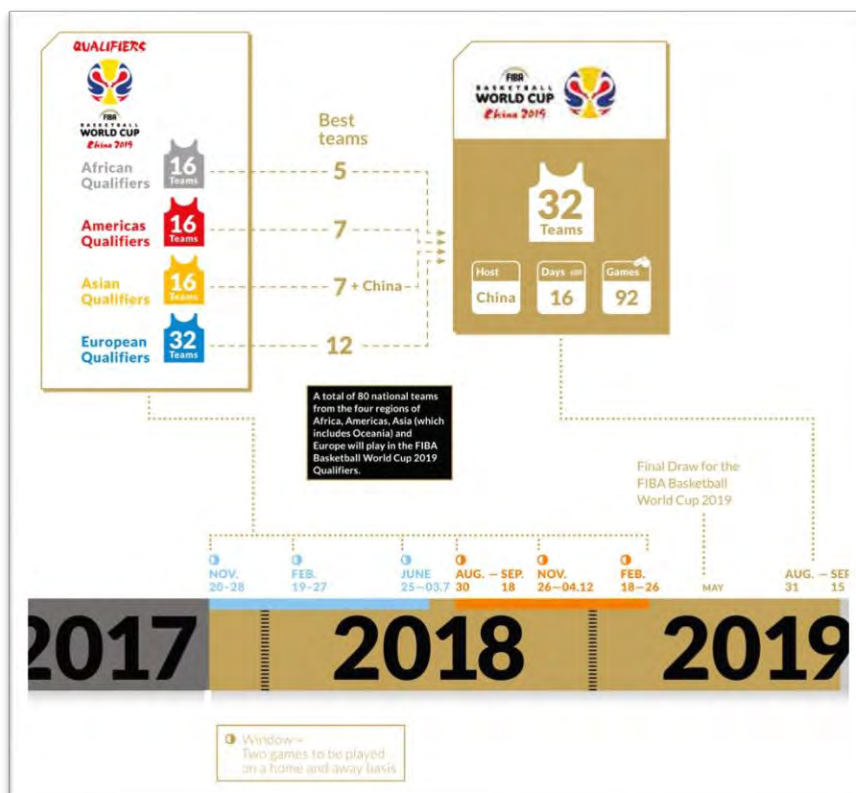 QUALIFIERS
FIBA
BASKETBALL
WORLD CUP
China 2019
African
Qualifiers
16
Teams
Americas
Qualifiers
16
Teams
Asian
Qualifiers
16
Teams
European
Qualifiers
32
Teams
Best
teams
5
7
7 + China
12
FIBA
BASKETBALL
WORLD CUP
China 2019
32
Teams
Host
China
Days
16
Games
92
A total of 80 national teams
from the four regions of
Africa, Americas, Asia (which
includes Oceania) and
Europe will play in the FIBA
Basketball World Cup 2019
Qualifiers.
Final Draw for the
FIBA Basketball
World Cup 2019
NOV.
20-28
FEB.
19-27
JUNE
25—03.7
AUG. — SEP.
30 18
NOV.
26—04.12
FEB.
18—26
MAY
AUG. — SEP
31 15
2017
2018
2019
Window =
Two games to be played
on a home and away basis